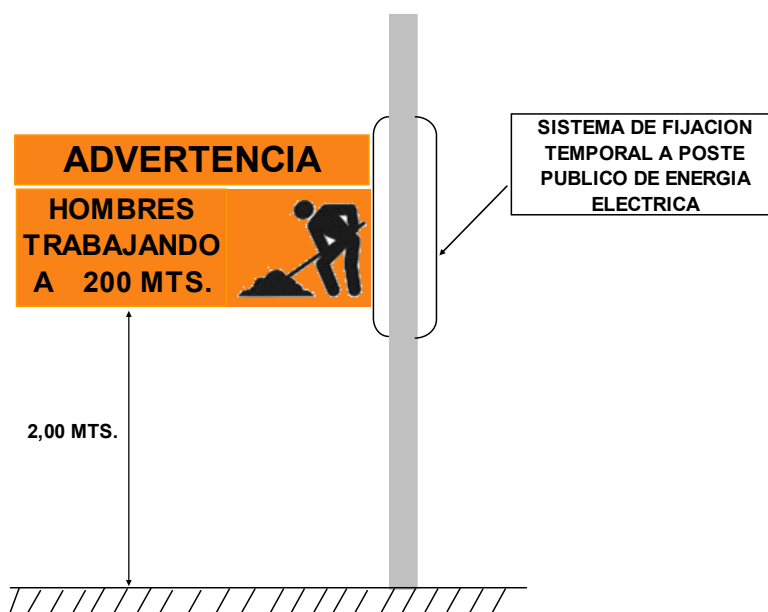 ADVERTENCIA
HOMBRES
TRABAJANDO
A 200 MTS.
SISTEMA DE FIJACION
TEMPORAL A POSTE
PUBLICO DE ENERGIA
ELECTRICA
2,00 MTS.